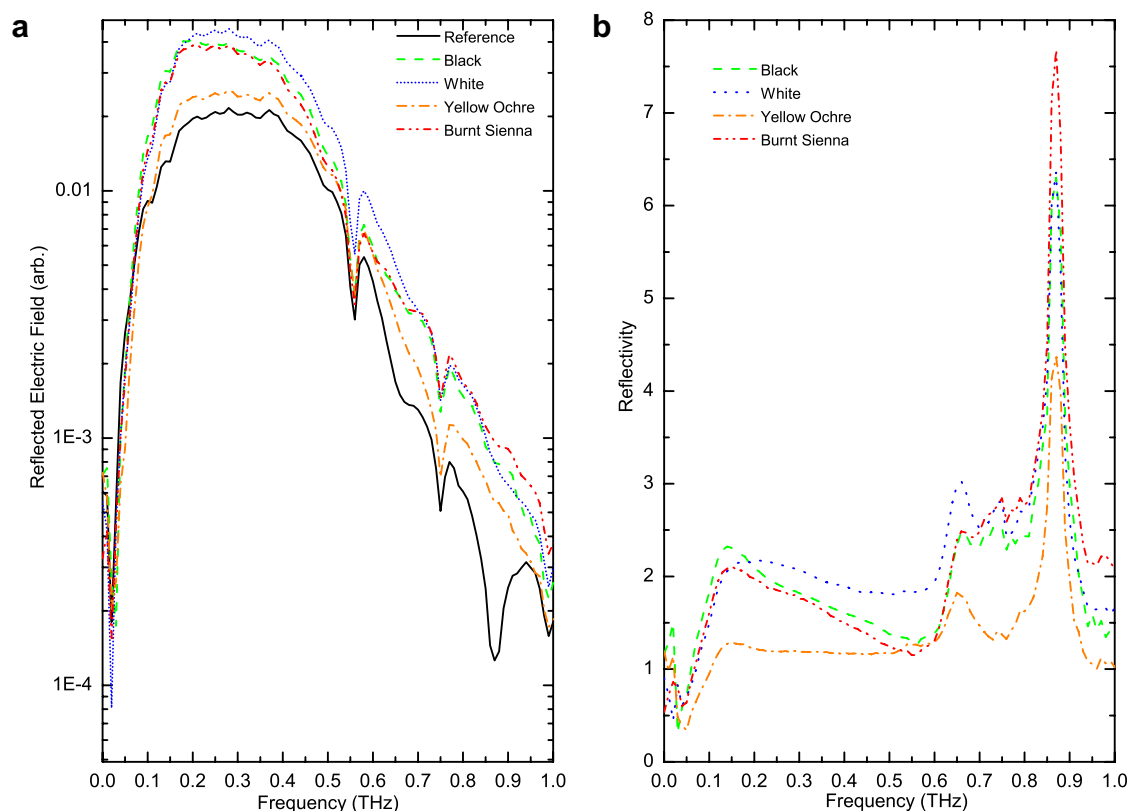 a
Reflected Electric Field (arb.)
0.01
1E-3
1E-4
Reference
Black
White
Yellow Ochre
Burnt Sienna
0.0 0.1 0.2 0.3 0.4 0.5 0.6 0.7 0.8 0.9 1.0
Frequency (THz)
b
Reflectivity
8
7
6
5
4
3
2
1
0
Black
White
Yellow Ochre
Burnt Sienna
0.0 0.1 0.2 0.3 0.4 0.5 0.6 0.7 0.8 0.9 1.0
Frequency (THz)